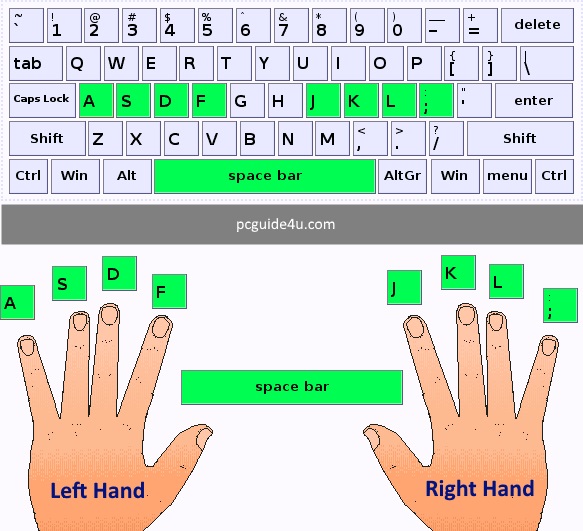 ~ ! @ # $ % ^ & * ( ) __ +
` 1 2 3 4 5 6 7 8 9 0 - = delete
tab Q W E R T Y U I O P { [ } ] | \
Caps Lock A S D F G H J K L : ; " ' enter
Shift Z X C V B N M < , > . ? / Shift
Ctrl Win Alt space bar AltGr Win menu Ctrl
pcguide4u.com
A S D F J K L : ;
space bar
Left Hand Right Hand